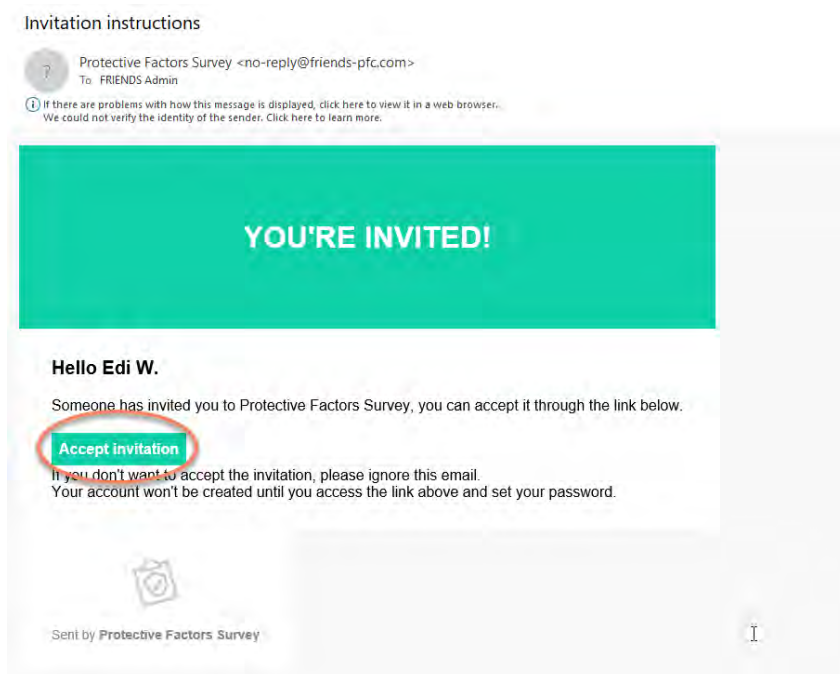 Invitation instructions
?
Protective Factors Survey <no-reply@friends-pfc.com>
To FRIENDS Admin
If there are problems with how this message is displayed, click here to view it in a web browser.
We could not verify the identity of the sender. Click here to learn more.
YOU'RE INVITED!
Hello Edi W.
Someone has invited you to Protective Factors Survey, you can accept it through the link below.
Accept invitation
If you don't want to accept the invitation, please ignore this email.
Your account won't be created until you access the link above and set your password.
Sent by Protective Factors Survey